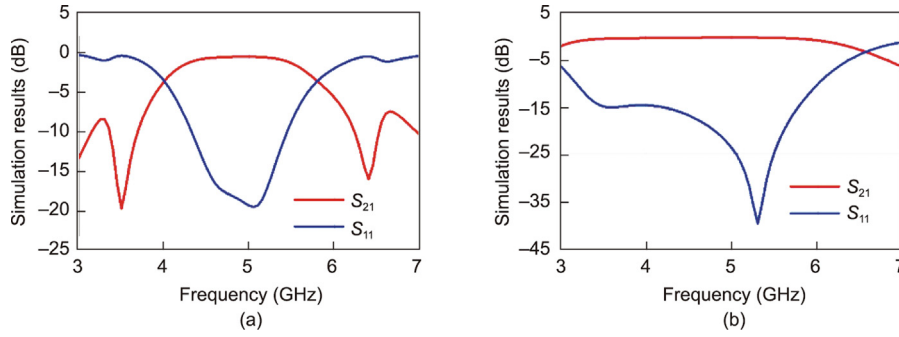 5
0
–5
–10
–15
–20
–25
Simulation results (dB)
S21
S11
3
4
5
6
7
Frequency (GHz)
(a)
5
–5
–15
–25
–35
–45
Simulation results (dB)
S21
S11
3
4
5
6
7
Frequency (GHz)
(b)